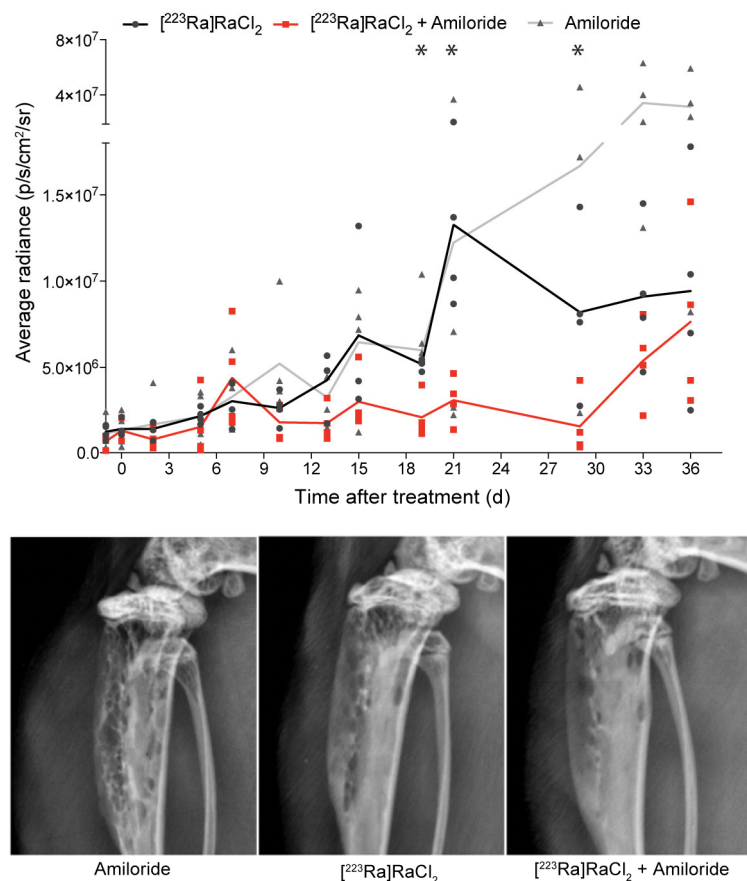 [²²³Ra]RaCl₂ [²²³Ra]RaCl₂ + Amiloride Amiloride
8×10⁷
* * *
4×10⁷
1.5×10⁷
1.0×10⁷
5.0×10⁶
0.0
Average radiance (p/s/cm²/sr)
0 3 6 9 12 15 18 21 24 27 30 33 36
Time after treatment (d)
Amiloride [²²³Ra]RaCl₂ [²²³Ra]RaCl₂ + Amiloride